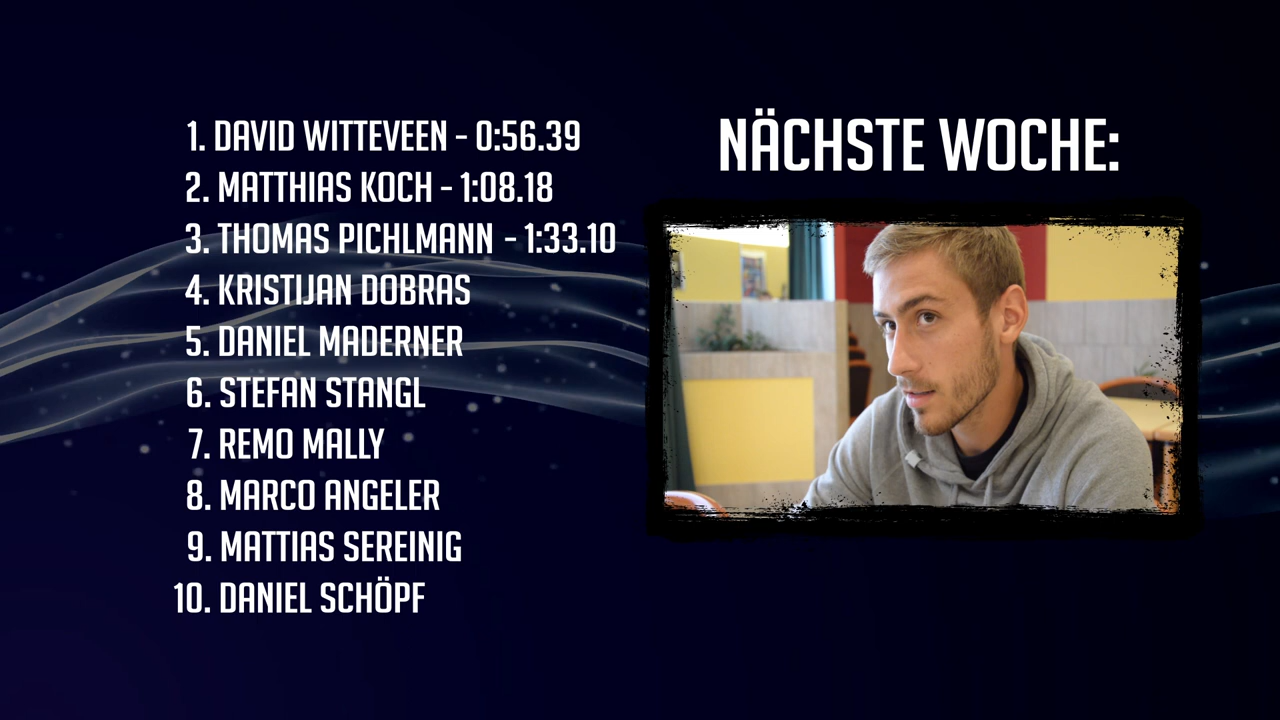 1. DAVID WITTEVEEN - 0:56.39
2. MATTHIAS KOCH - 1:08.18
3. THOMAS PICHLMANN - 1:33.10
4. KRISTIJAN DOBRAS
5. DANIEL MADERNER
6. STEFAN STANGL
7. REMO MALLY
8. MARCO ANGELER
9. MATTIAS SEREINIG
10. DANIEL SCHÖPF
NÄCHSTE WOCHE: